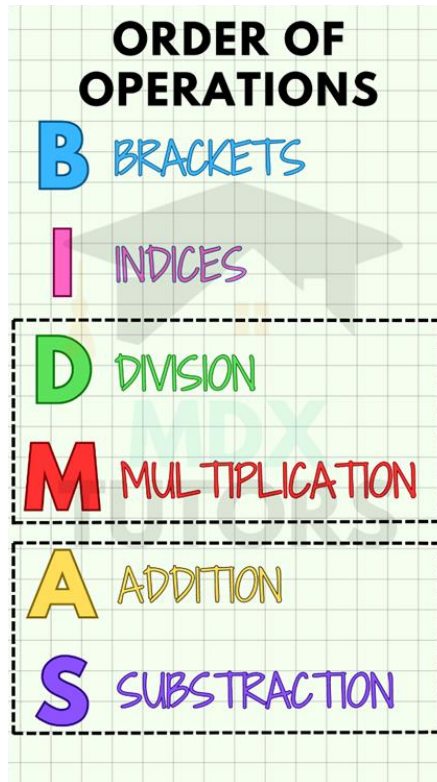 ORDER OF
OPERATIONS
B BRACKETS
I INDICES
D DIVISION
MDX
M MULTIPLICATION
TUTORS
A ADDITION
S SUBSTRACTION